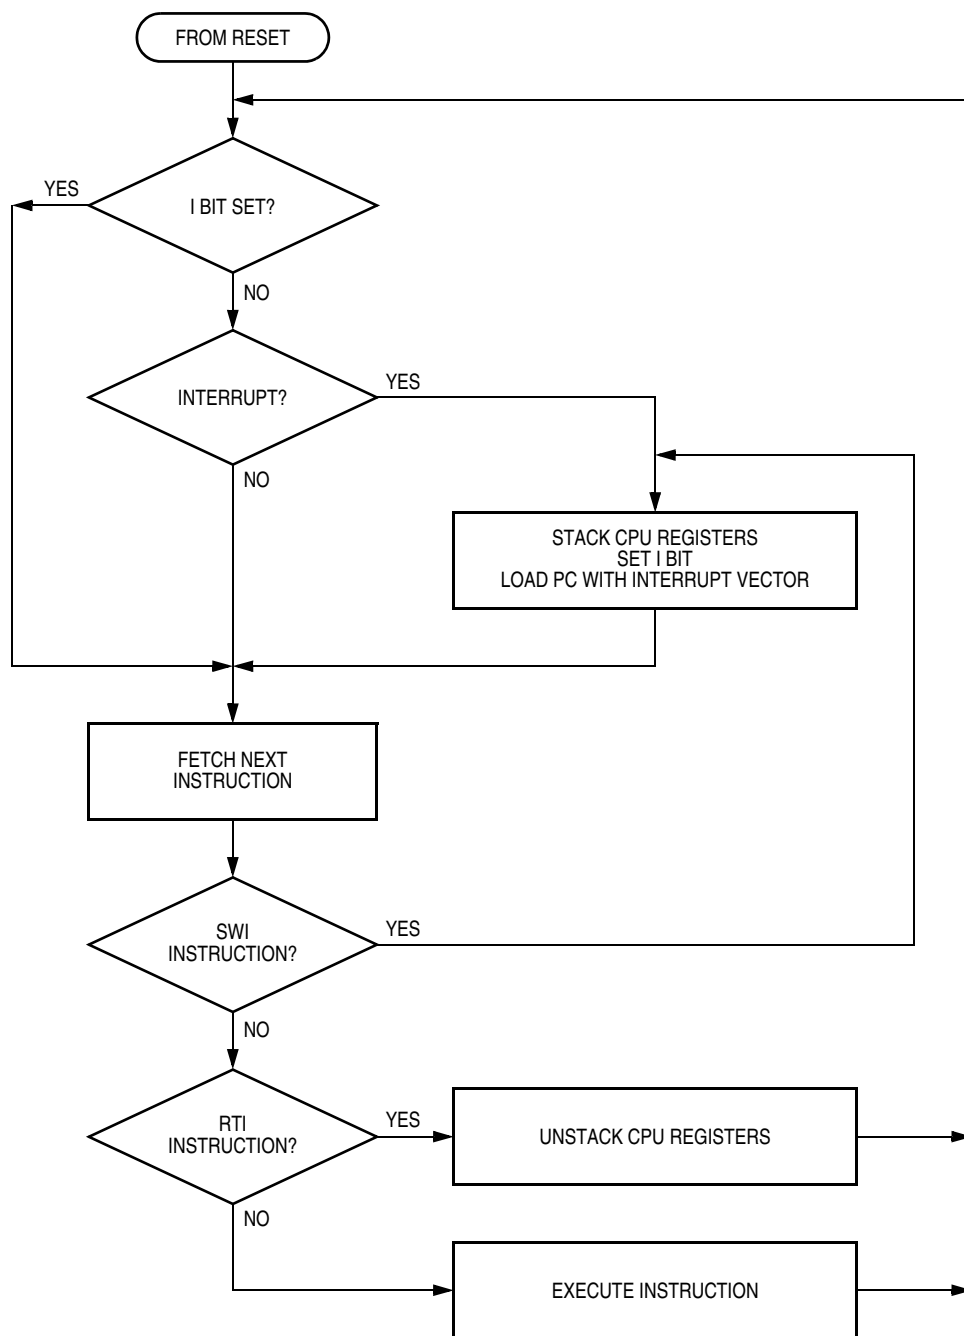 FROM RESET
YES
I BIT SET?
NO
INTERRUPT?
YES
NO
STACK CPU REGISTERS
SET I BIT
LOAD PC WITH INTERRUPT VECTOR
FETCH NEXT
INSTRUCTION
SWI
INSTRUCTION?
YES
NO
RTI
INSTRUCTION?
YES
UNSTACK CPU REGISTERS
NO
EXECUTE INSTRUCTION